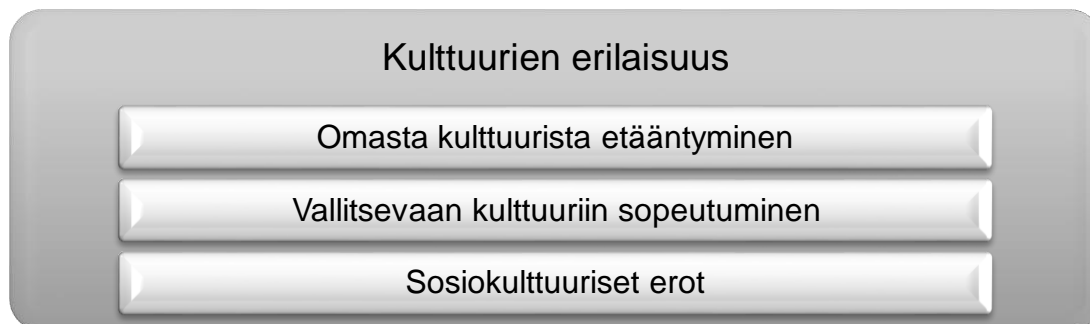 Kulttuurien erilaisuus
Omasta kulttuurista etääntyminen
Vallitsevaan kulttuuriin sopeutuminen
Sosiokulttuuriset erot